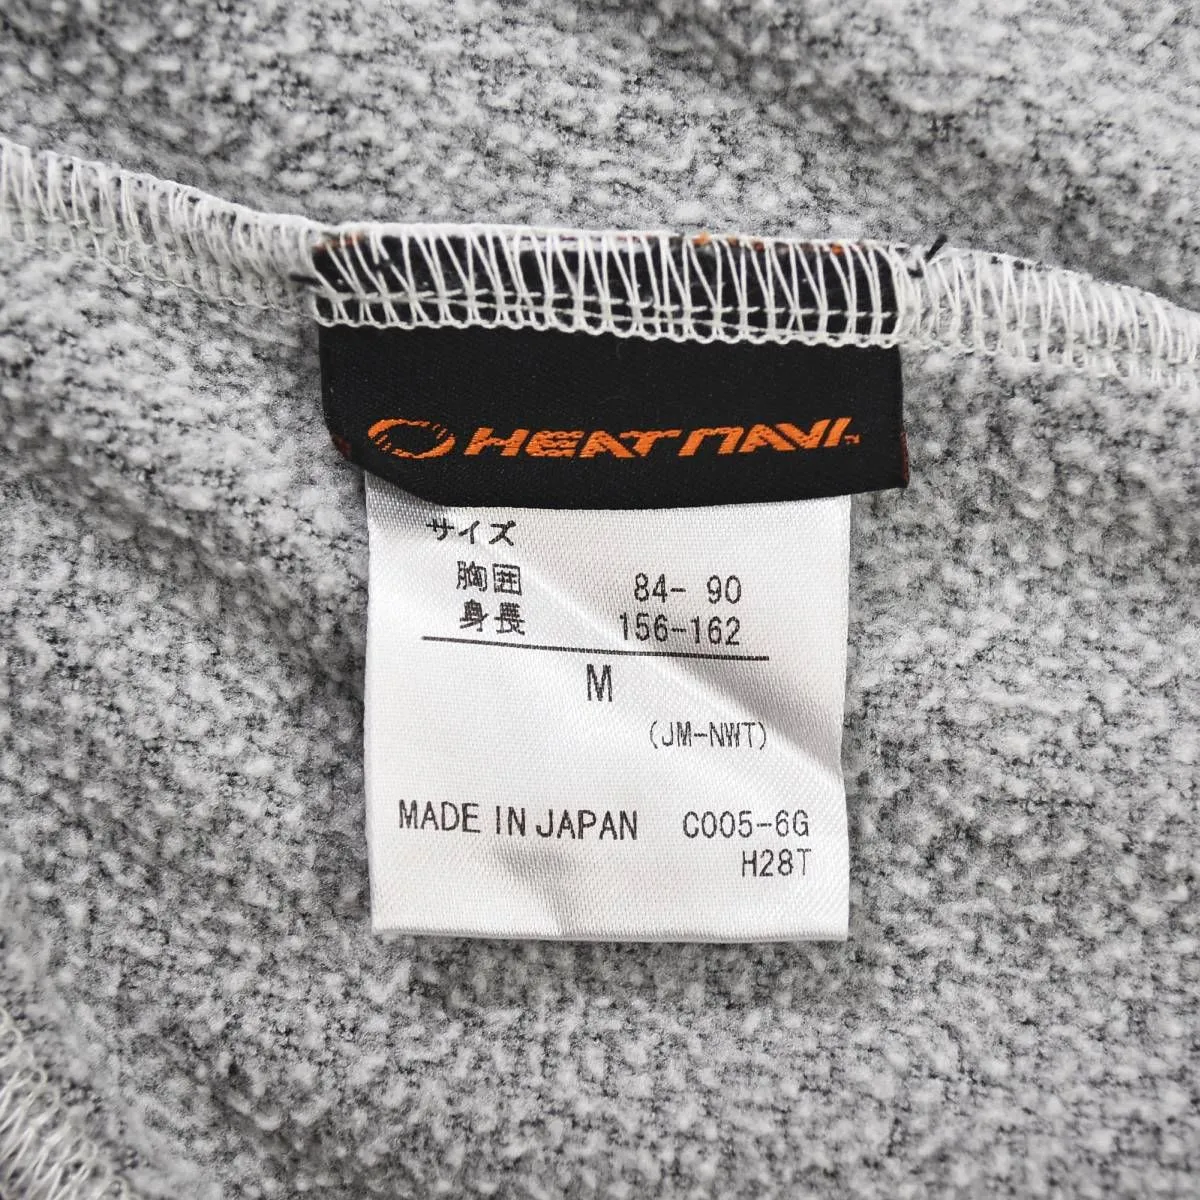 HEATNAVI™
サイズ
胸囲 84- 90
身長 156-162
M
(JM-NWT)
MADE IN JAPAN C005-6G
H28T